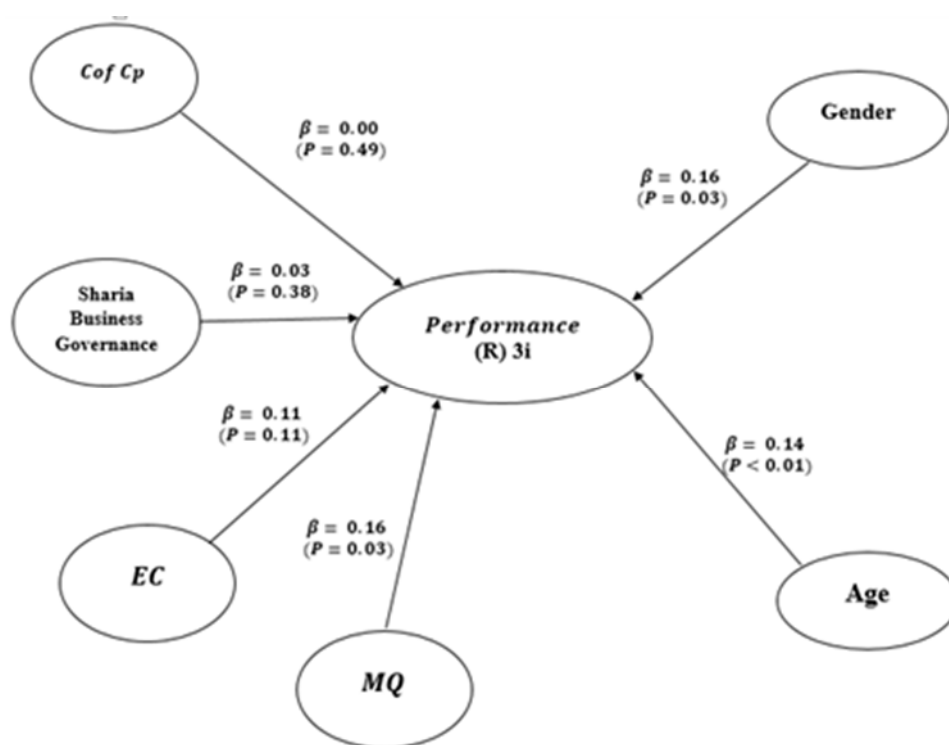 Cof Cp
Gender
β = 0.00
(P = 0.49)
β = 0.16
(P = 0.03)
Sharia
Business
Governance
β = 0.03
(P = 0.38)
Performance
(R) 3i
β = 0.11
(P = 0.11)
β = 0.14
(P < 0.01)
β = 0.16
(P = 0.03)
EC
Age
MQ